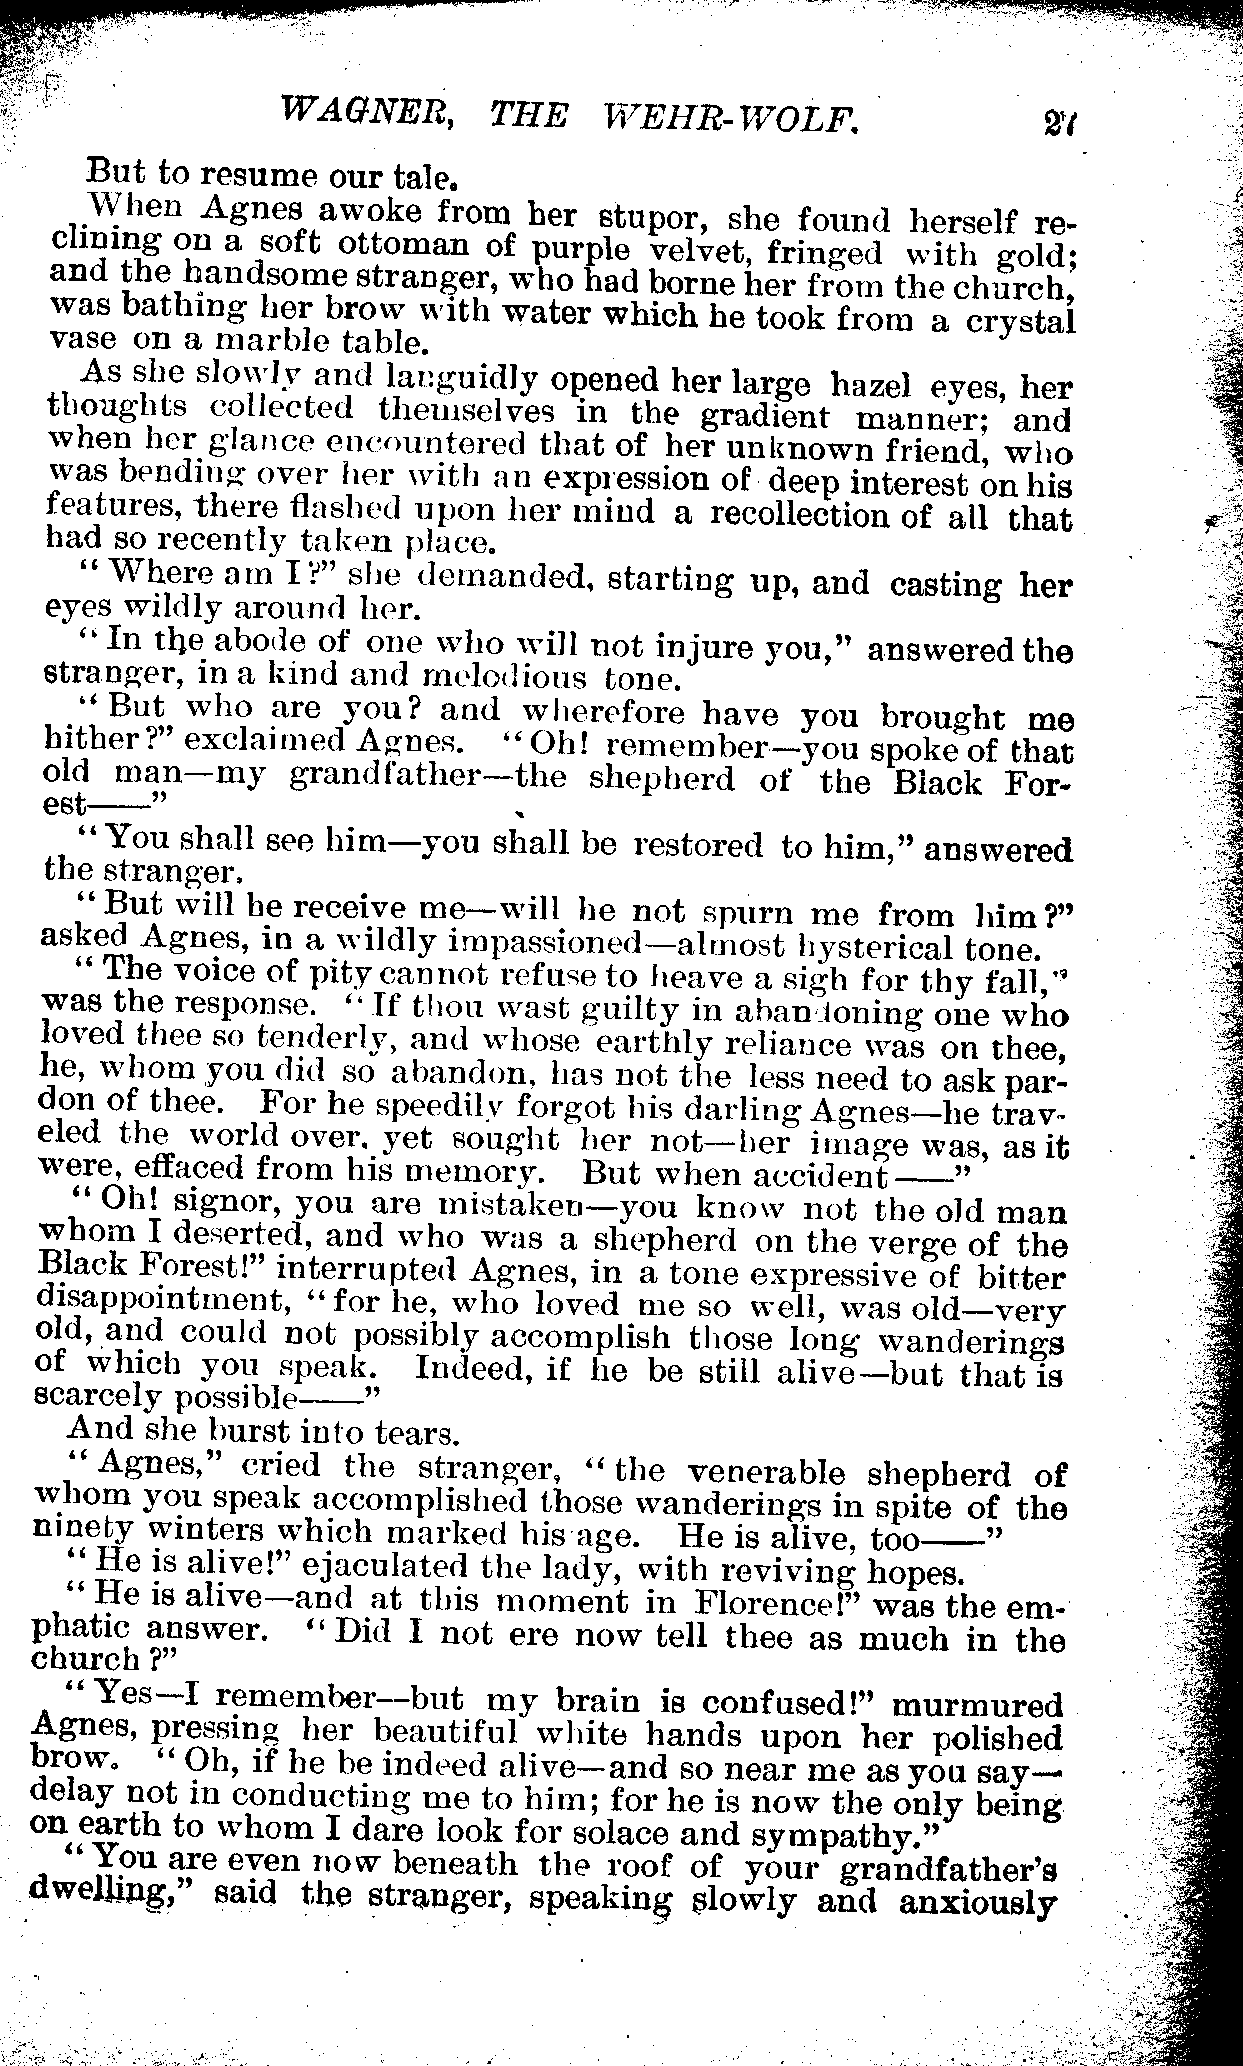 WAGNER, THE WEHR-WOLF. 27
But to resume our tale.
When Agnes awoke from her stupor, she found herself re-
clining on a soft ottoman of purple velvet, fringed with gold;
and the handsome stranger, who had borne her from the church,
was bathing her brow with water which he took from a crystal
vase on a marble table.
As she slowly and languidly opened her large hazel eyes, her
thoughts collected themselves in the gradient manner; and
when her glance encountered that of her unknown friend, who
was bending over her with an expression of deep interest on his
features, there flashed upon her mind a recollection of all that
had so recently taken place.
"Where am I?" she demanded, starting up, and casting her
eyes wildly around her.
"In the abode of one who will not injure you," answered the
stranger, in a kind and melodious tone.
"But who are you? and wherefore have you brought me
hither?" exclaimed Agnes. "Oh! remember—you spoke of that
old man—my grandfather—the shepherd of the Black For-
est——"
"You shall see him—you shall be restored to him," answered
the stranger.
"But will he receive me—will he not spurn me from him?"
asked Agnes, in a wildly impassioned—almost hysterical tone.
"The voice of pity cannot refuse to heave a sigh for thy fall,"
was the response. "If thou wast guilty in abandoning one who
loved thee so tenderly, and whose earthly reliance was on thee,
he, whom you did so abandon, has not the less need to ask par-
don of thee. For he speedily forgot his darling Agnes—he trav-
eled the world over, yet sought her not—her image was, as it
were, effaced from his memory. But when accident——"
"Oh! signor, you are mistaken—you know not the old man
whom I deserted, and who was a shepherd on the verge of the
Black Forest!" interrupted Agnes, in a tone expressive of bitter
disappointment, "for he, who loved me so well, was old—very
old, and could not possibly accomplish those long wanderings
of which you speak. Indeed, if he be still alive—but that is
scarcely possible——"
And she burst into tears.
"Agnes," cried the stranger, "the venerable shepherd of
whom you speak accomplished those wanderings in spite of the
ninety winters which marked his age. He is alive, too——"
"He is alive!" ejaculated the lady, with reviving hopes.
"He is alive—and at this moment in Florence!" was the em-
phatic answer. "Did I not ere now tell thee as much in the
church?"
"Yes—I remember—but my brain is confused!" murmured
Agnes, pressing her beautiful white hands upon her polished
brow. "Oh, if he be indeed alive—and so near me as you say—
delay not in conducting me to him; for he is now the only being
on earth to whom I dare look for solace and sympathy."
"You are even now beneath the roof of your grandfather's
dwelling," said the stranger, speaking slowly and anxiously